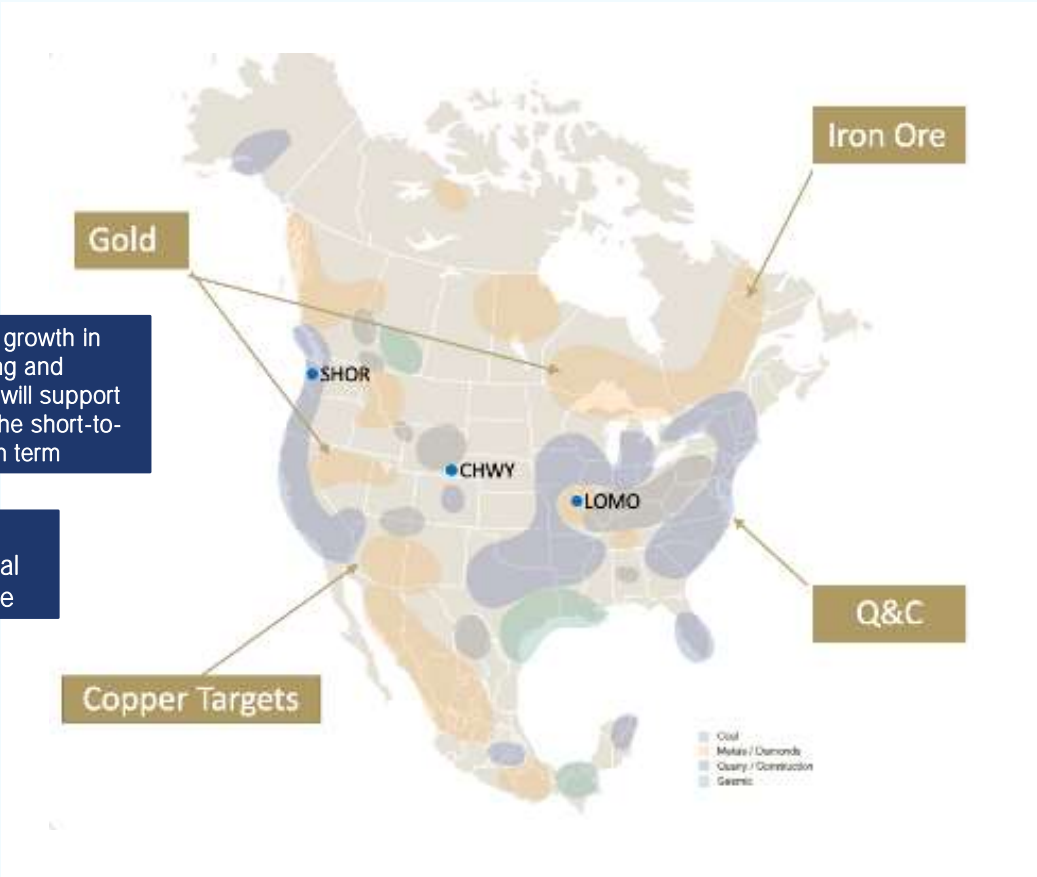 Iron Ore
Gold
growth in
g and
will support
he short-to-
n term
SHOR
CHWY
LOMO
al
e
Q&C
Copper Targets
Coal
Metals / Diamonds
Quarry / Construction
Seismic